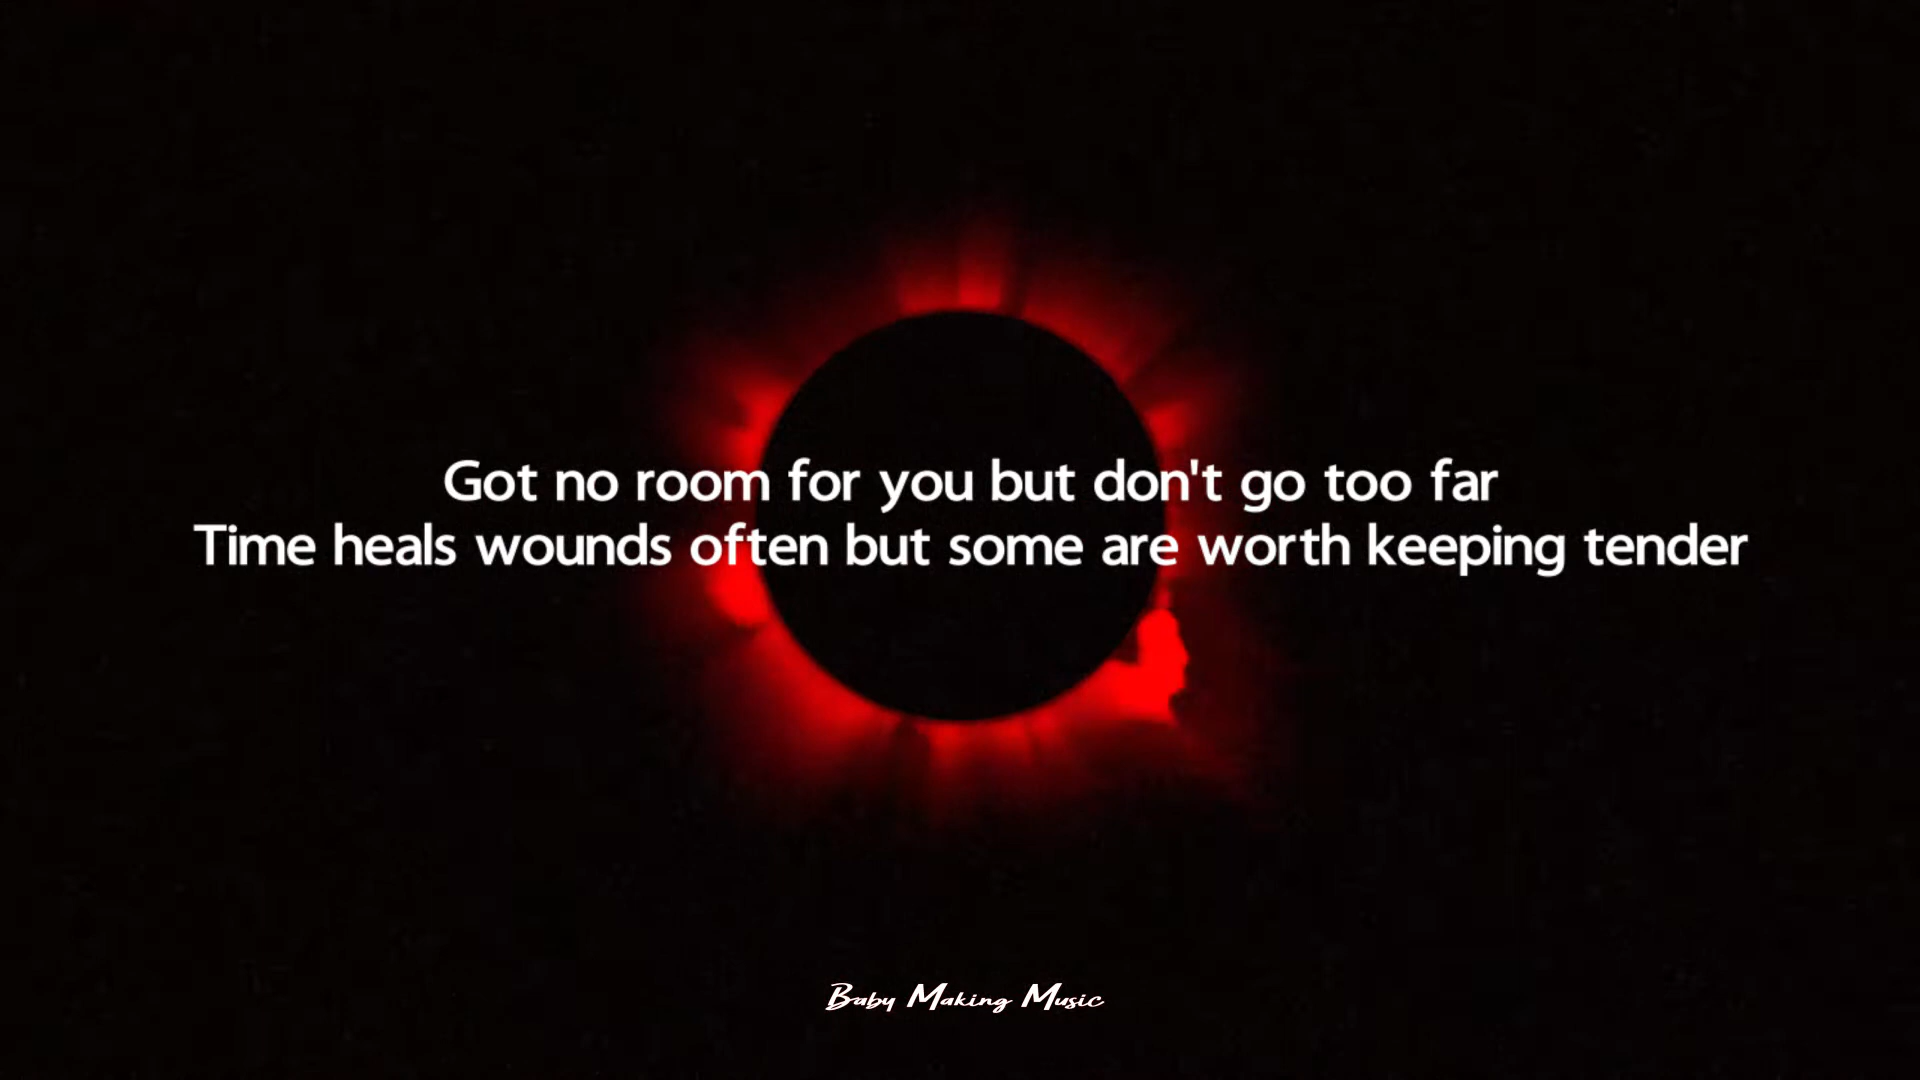 Got no room for you but don't go too far
Time heals wounds often but some are worth keeping tender
Baby Making Music